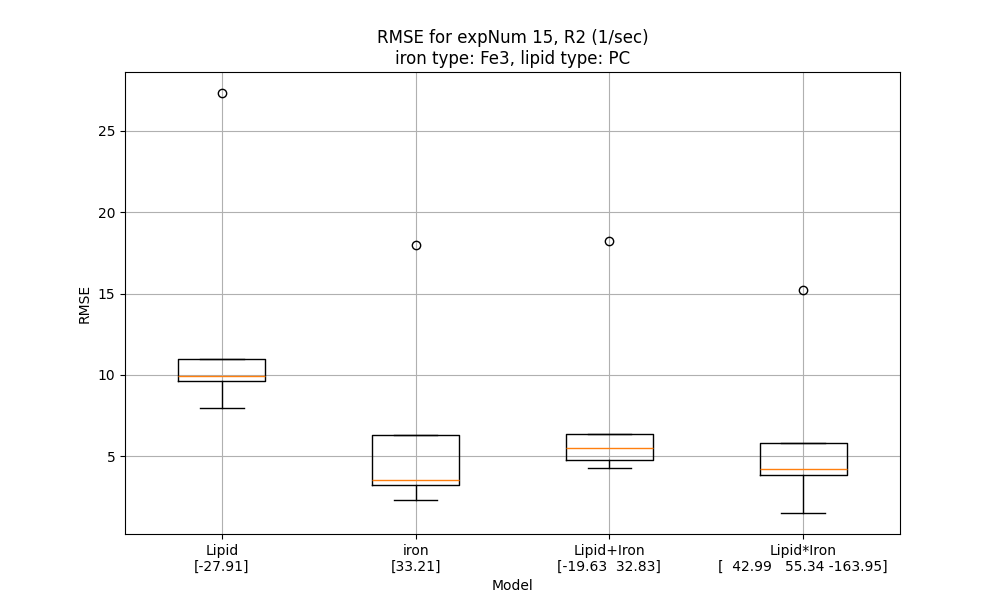 RMSE for expNum 15, R2 (1/sec)
iron type: Fe3, lipid type: PC
25
20
15
10
5
RMSE
Lipid
[-27.91]
iron
[33.21]
Lipid+Iron
[-19.63  32.83]
Lipid*Iron
[  42.99   55.34 -163.95]
Model